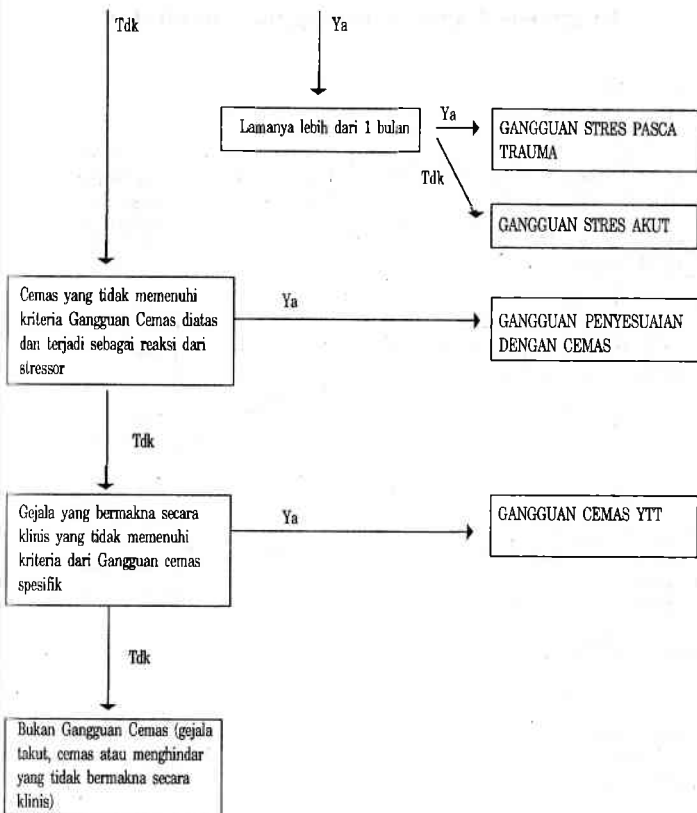 Tdk
Ya
Lamanya lebih dari 1 bulan
Ya
GANGGUAN STRES PASCA
TRAUMA
Tdk
GANGGUAN STRES AKUT
Cemas yang tidak memenuhi
kriteria Gangguan Cemas diatas
dan terjadi sebagai reaksi dari
stressor
Ya
GANGGUAN PENYESUAIAN
DENGAN CEMAS
Tdk
Gejala yang bermakna secara
klinis yang tidak memenuhi
kriteria dari Gangguan cemas
spesifik
Ya
GANGGUAN CEMAS YTT
Tdk
Bukan Gangguan Cemas (gejala
takut, cemas atau menghindar
yang tidak bermakna secara
klinis)